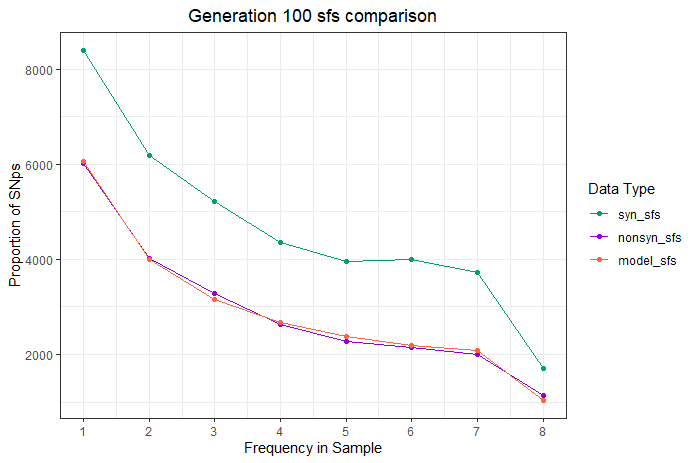 Generation 100 sfs comparison
Proportion of SNps
8000
6000
4000
2000
1 2 3 4 5 6 7 8
Frequency in Sample
Data Type
syn_sfs
nonsyn_sfs
model_sfs